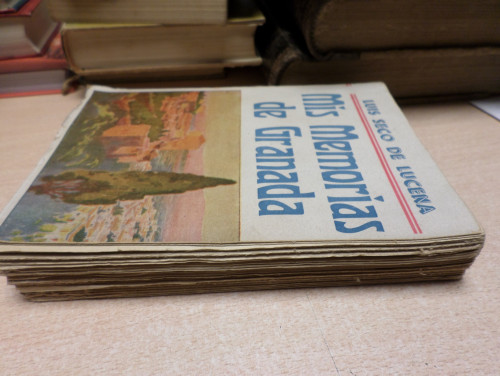 LUIS SECO DE LUCENA
Mis Memorias
de Granada